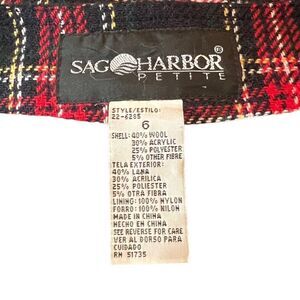 SAG HARBOR
PETITE
STYLE/ESTILO:
22-6285
6
SHELL: 40% WOOL
30% ACRYLIC
25% POLYESTER
5% OTHER FIBRE
TELA EXTERIOR:
40% LANA
30% ACRILICA
25% POLIESTER
5% OTRA FIBRA
LINING: 100% NYLON
FORRO: 100% NYLON
MADE IN CHINA
HECHO EN CHINA
SEE REVERSE FOR CARE
VER AL DORSO PARA
CUIDADO
RN 51735